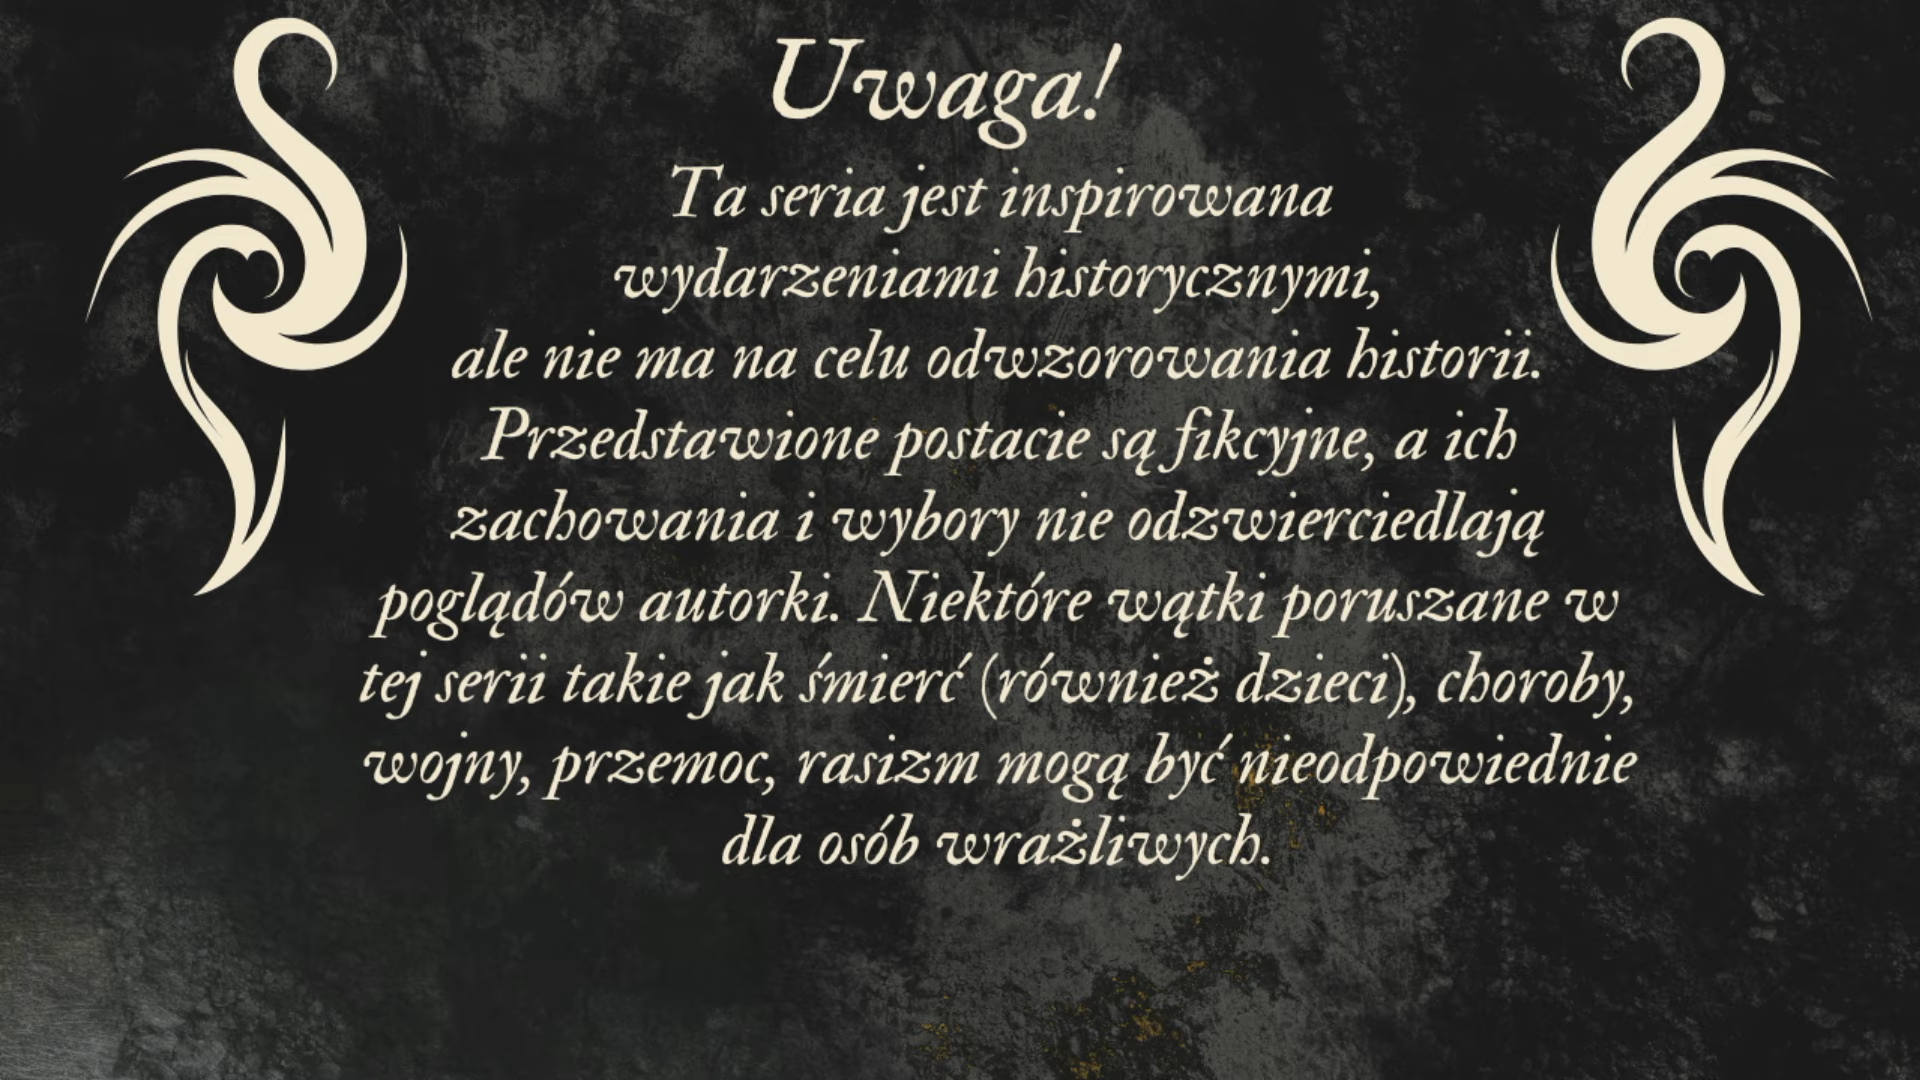 Uwaga!
Ta seria jest inspirowana
wydarzeniami historycznymi,
ale nie ma na celu odwzorowania historii.
Przedstawione postacie są fikcyjne, a ich
zachowania i wybory nie odzwierciedlają
poglądów autorki. Niektóre wątki poruszane w
tej serii takie jak śmierć (również dzieci), choroby,
wojny, przemoc, rasizm mogą być nieodpowiednie
dla osób wrażliwych.